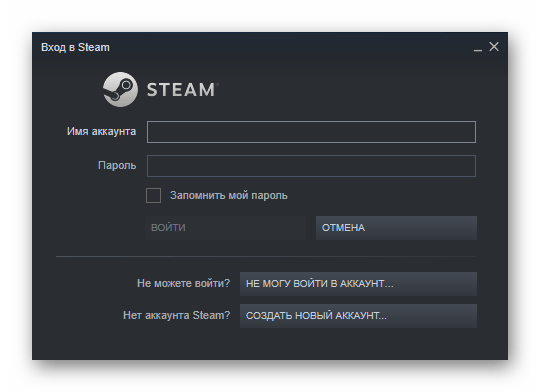 Вход в Steam
STEAM
Имя аккаунта
Пароль
Запомнить мой пароль
ВОЙТИ ОТМЕНА
Не можете войти? НЕ МОГУ ВОЙТИ В АККАУНТ...
Нет аккаунта Steam? СОЗДАТЬ НОВЫЙ АККАУНТ...